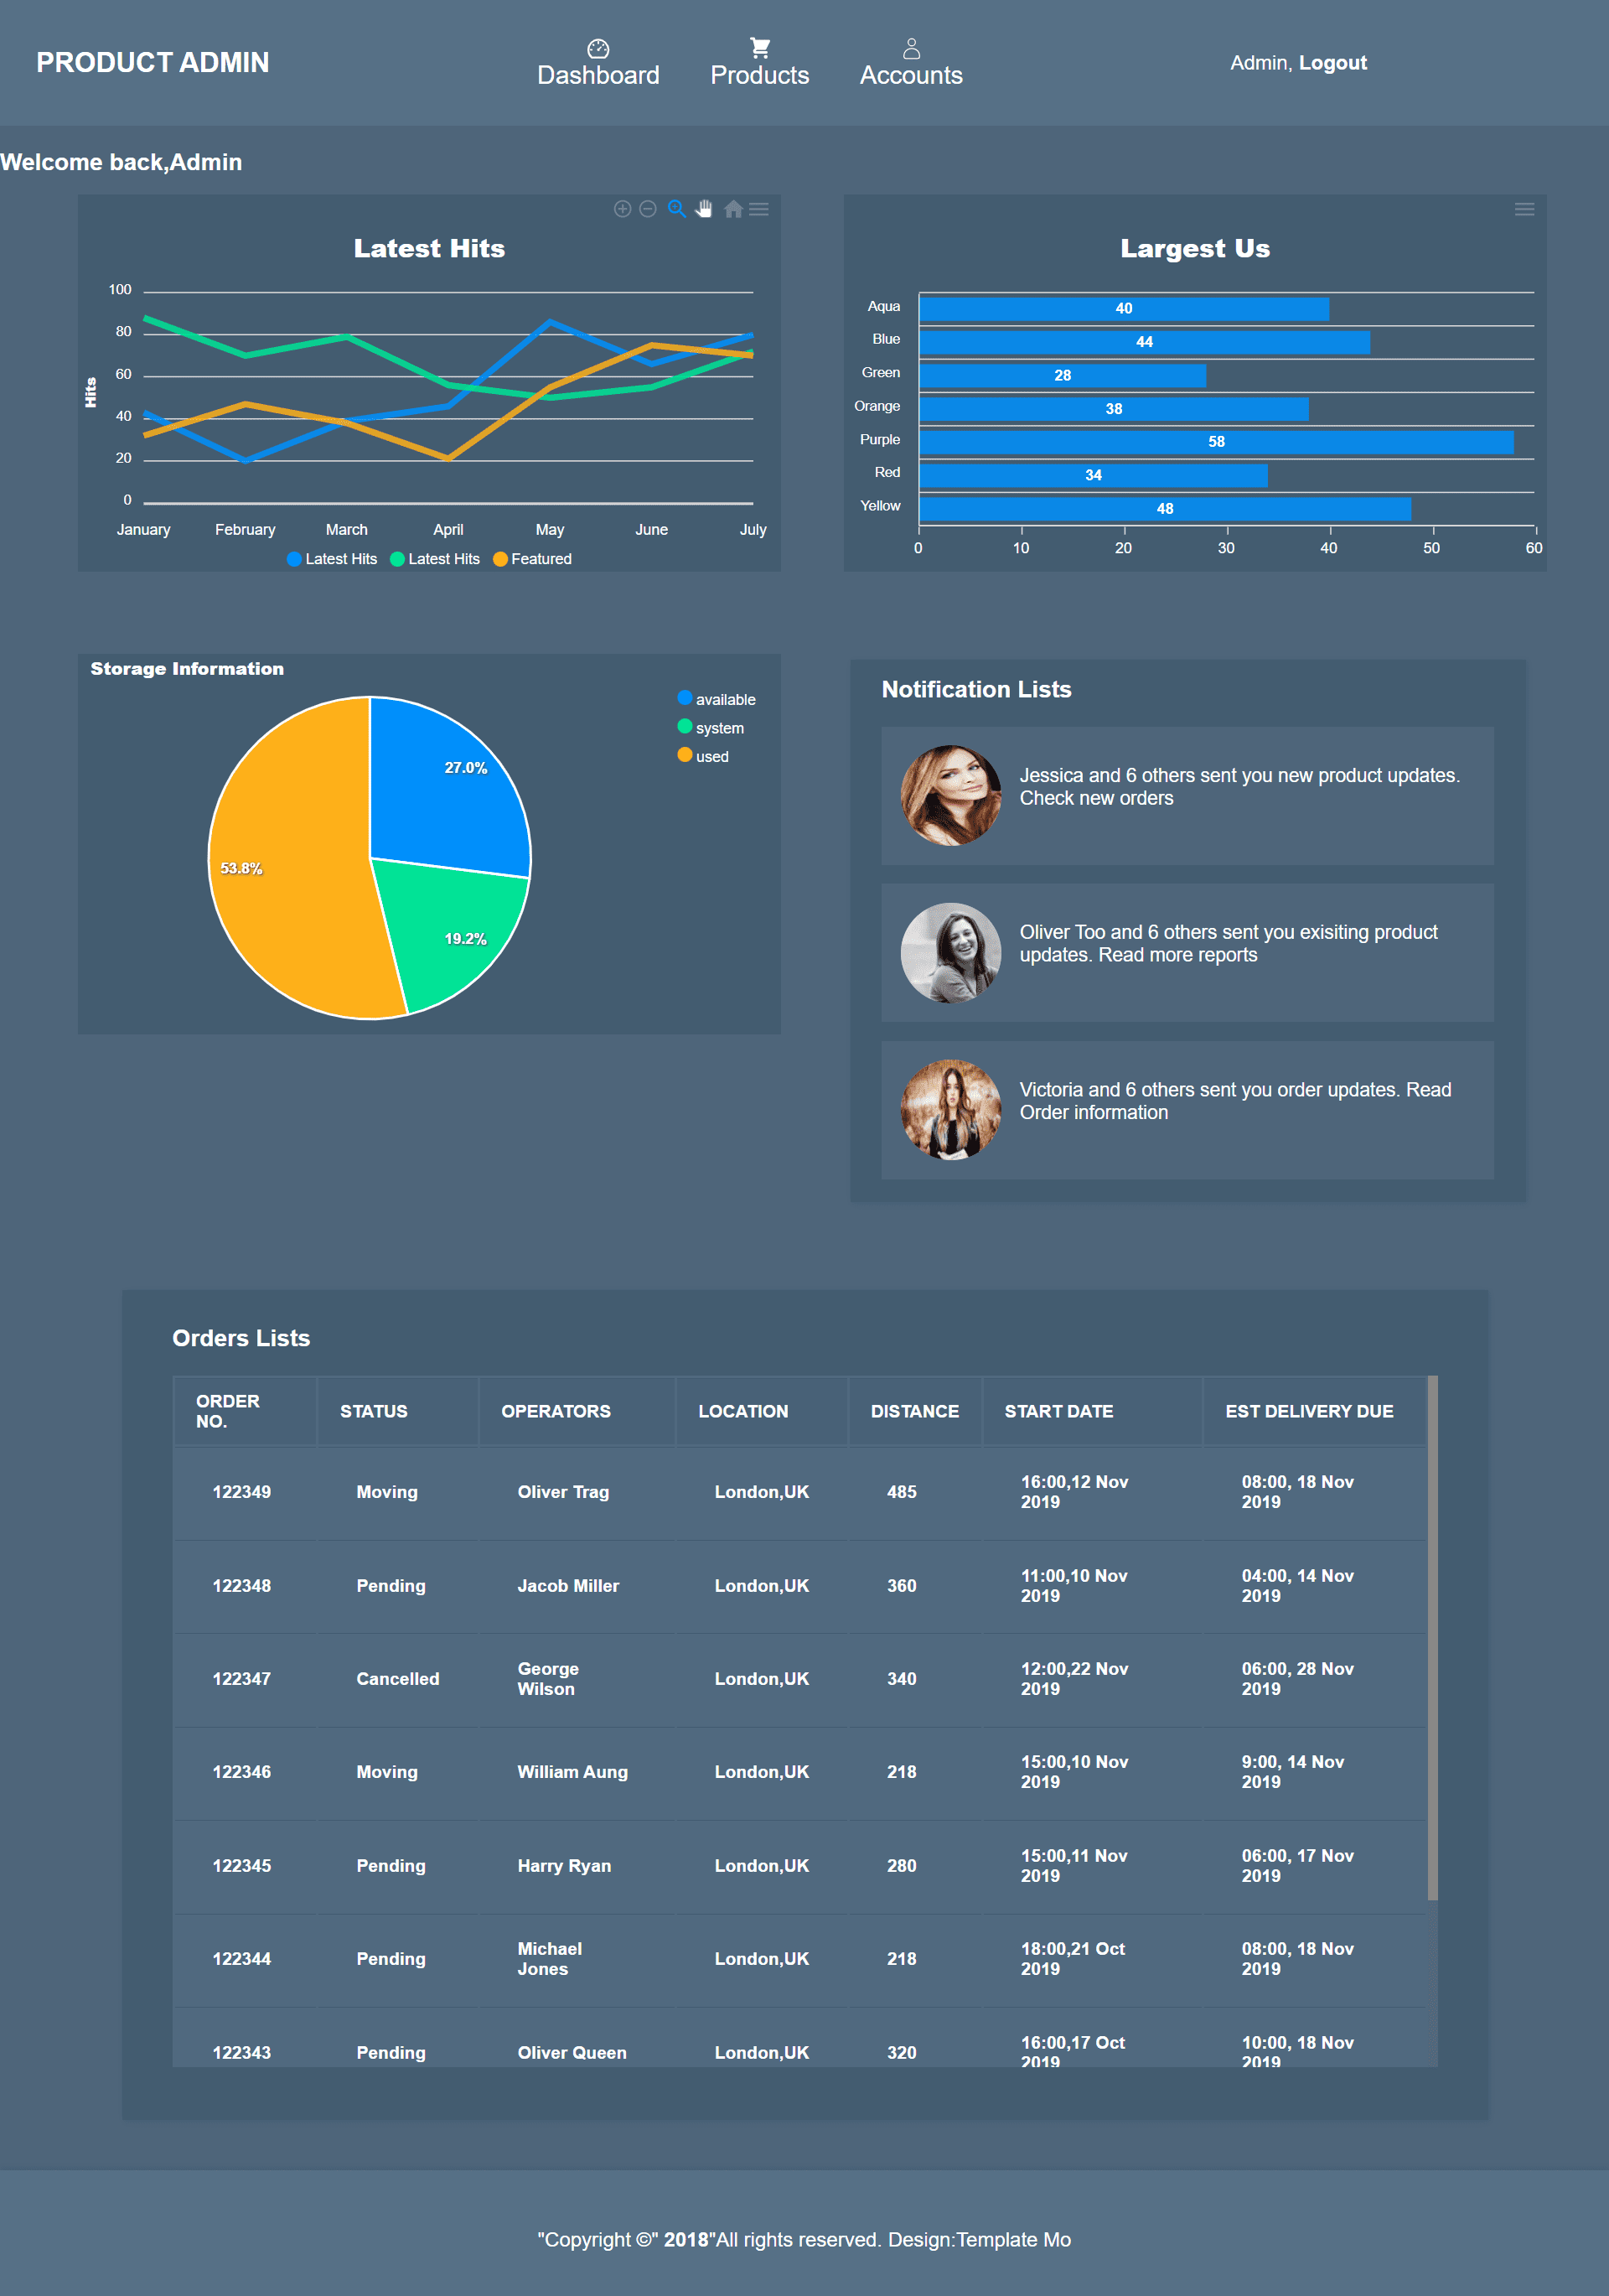 PRODUCT ADMIN
Dashboard
Products
Accounts
Admin, Logout
Welcome back,Admin
Latest Hits
Hits
100
80
60
40
20
0
January February March April May June July
Latest Hits Latest Hits Featured
Largest Us
Aqua 40
Blue 44
Green 28
Orange 38
Purple 58
Red 34
Yellow 48
0 10 20 30 40 50 60
Storage Information
available
system
used
27.0%
53.8%
19.2%
Notification Lists
Jessica and 6 others sent you new product updates.
Check new orders
Oliver Too and 6 others sent you exisiting product
updates. Read more reports
Victoria and 6 others sent you order updates. Read
Order information
Orders Lists
ORDER
NO.
STATUS
OPERATORS
LOCATION
DISTANCE
START DATE
EST DELIVERY DUE
122349
Moving
Oliver Trag
London,UK
485
16:00,12 Nov
2019
08:00, 18 Nov
2019
122348
Pending
Jacob Miller
London,UK
360
11:00,10 Nov
2019
04:00, 14 Nov
2019
122347
Cancelled
George
Wilson
London,UK
340
12:00,22 Nov
2019
06:00, 28 Nov
2019
122346
Moving
William Aung
London,UK
218
15:00,10 Nov
2019
9:00, 14 Nov
2019
122345
Pending
Harry Ryan
London,UK
280
15:00,11 Nov
2019
06:00, 17 Nov
2019
122344
Pending
Michael
Jones
London,UK
218
18:00,21 Oct
2019
08:00, 18 Nov
2019
122343
Pending
Oliver Queen
London,UK
320
16:00,17 Oct
2019
10:00, 18 Nov
2019
"Copyright ©" 2018"All rights reserved. Design:Template Mo